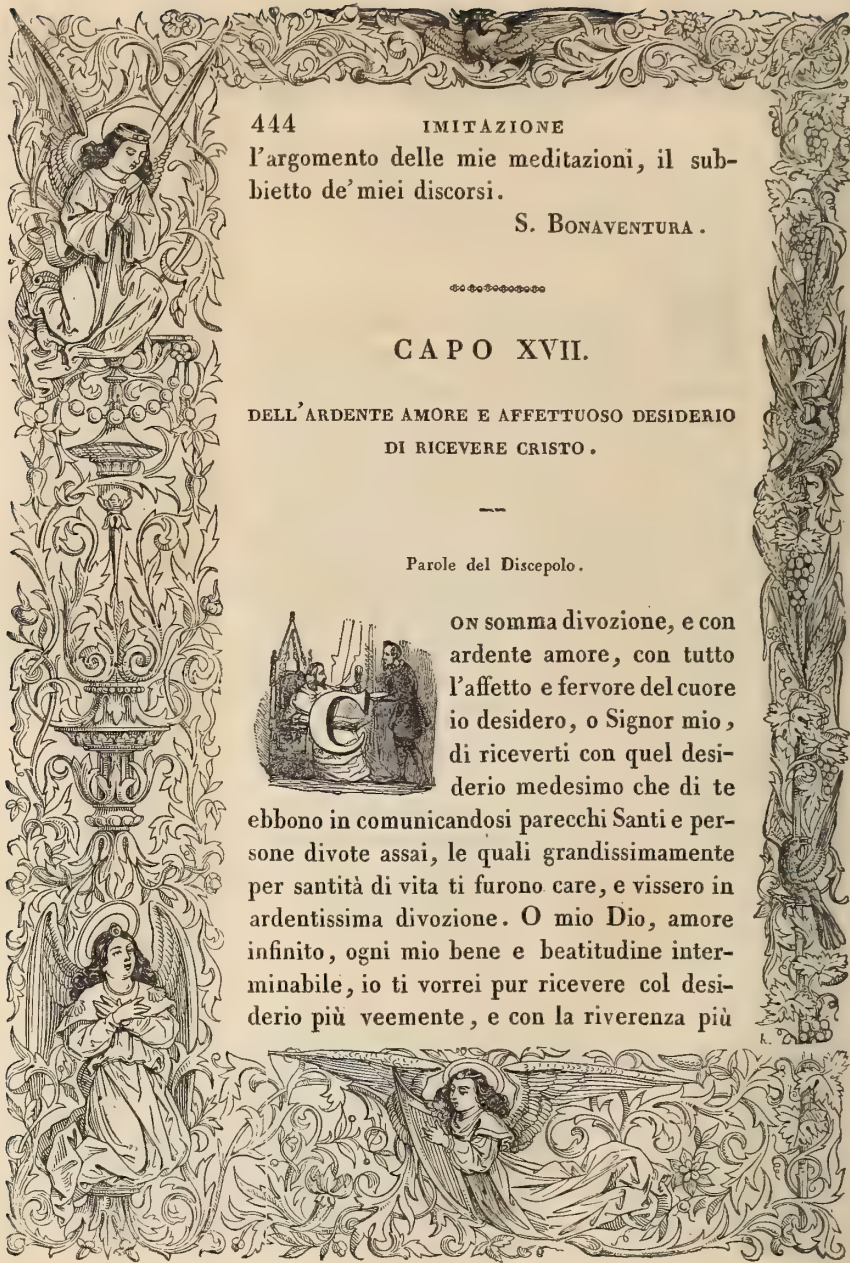 444 IMITAZIONE
l'argomento delle mie meditazioni, il sub-
bietto de' miei discorsi.
S. BONAVENTURA.
CAPO XVII.
DELL'ARDENTE AMORE E AFFETTUOSO DESIDERIO
DI RICEVERE CRISTO.
Parole del Discepolo.
CON somma divozione, e con
ardente amore, con tutto
l'affetto e fervore del cuore
io desidero, o Signor mio,
di riceverti con quel desi-
derio medesimo che di te
ebbono in comunicandosi parecchi Santi e per-
sone divote assai, le quali grandissimamente
per santità di vita ti furono care, e vissero in
ardentissima divozione. O mio Dio, amore
infinito, ogni mio bene e beatitudine inter-
minabile, io ti vorrei pur ricevere col desi-
derio più veemente, e con la riverenza più